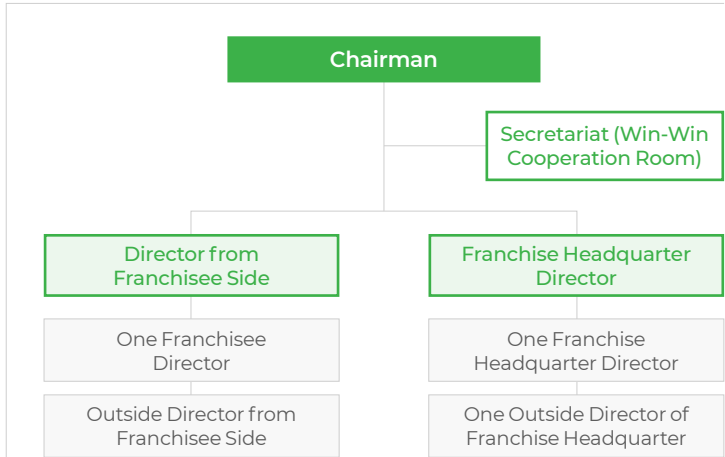 Chairman
Secretariat (Win-Win
Cooperation Room)
Director from
Franchisee Side
Franchise Headquarter
Director
One Franchisee
Director
One Franchise
Headquarter Director
Outside Director from
Franchisee Side
One Outside Director of
Franchise Headquarter